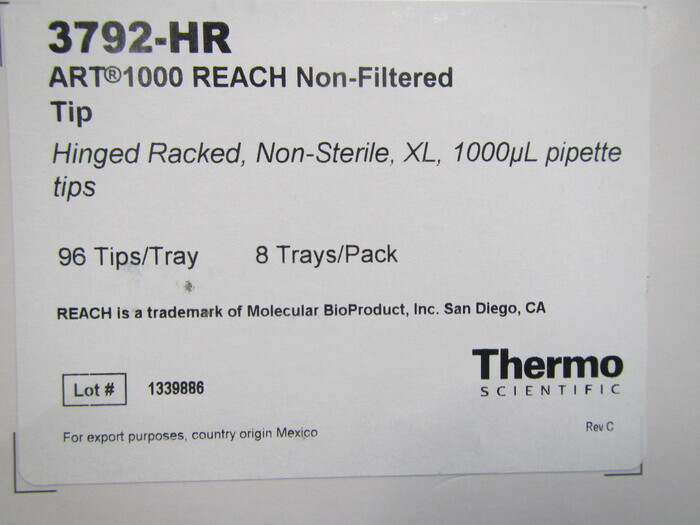 3792-HR
ART®1000 REACH Non-Filtered
Tip
Hinged Racked, Non-Sterile, XL, 1000µL pipette
tips
96 Tips/Tray 8 Trays/Pack
REACH is a trademark of Molecular BioProduct, Inc. San Diego, CA
Thermo
SCIENTIFIC
Lot # 1339886
For export purposes, country origin Mexico
Rev C